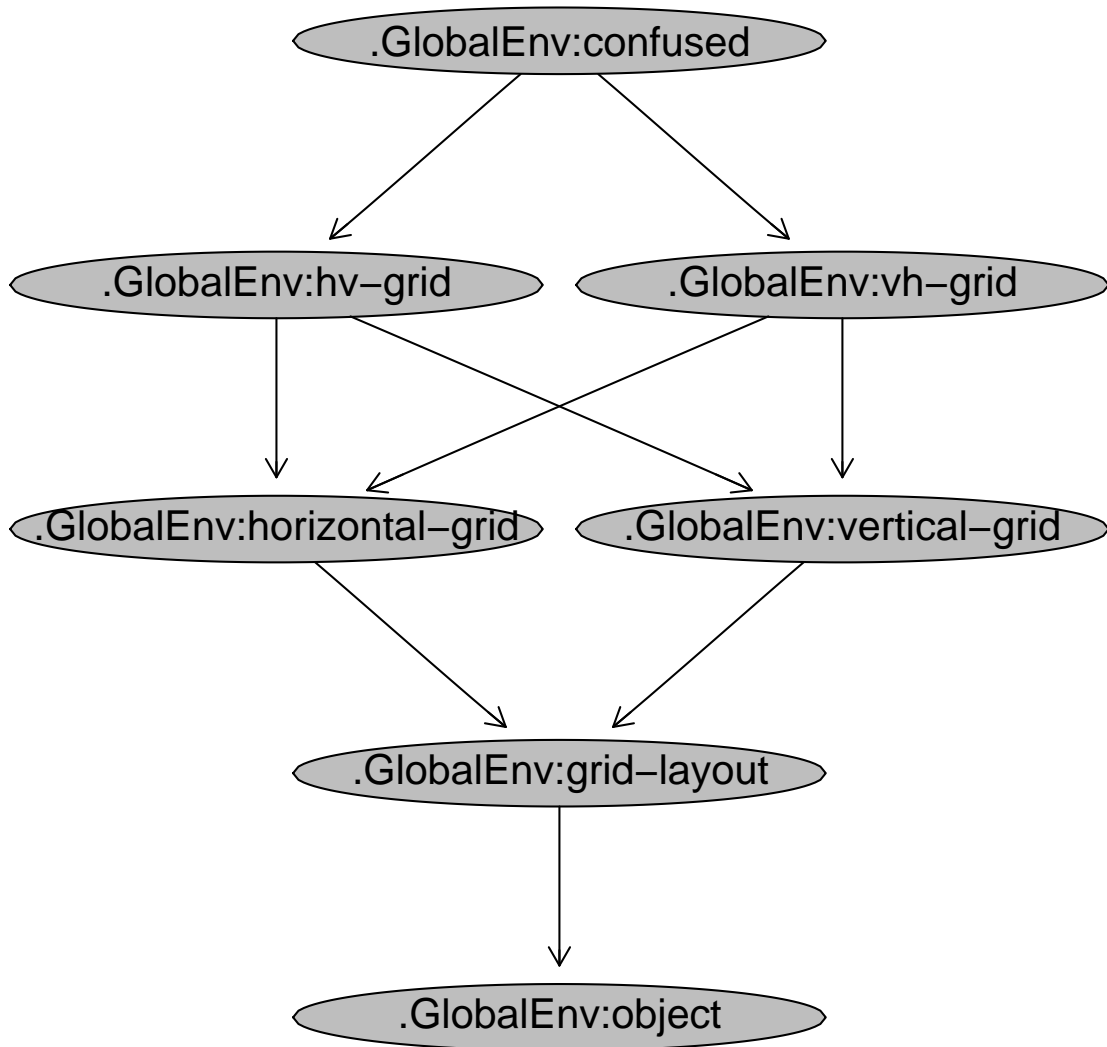 .GlobalEnv:confused
.GlobalEnv:hv−grid
.GlobalEnv:vh−grid
.GlobalEnv:horizontal−grid
.GlobalEnv:vertical−grid
.GlobalEnv:grid−layout
.GlobalEnv:object